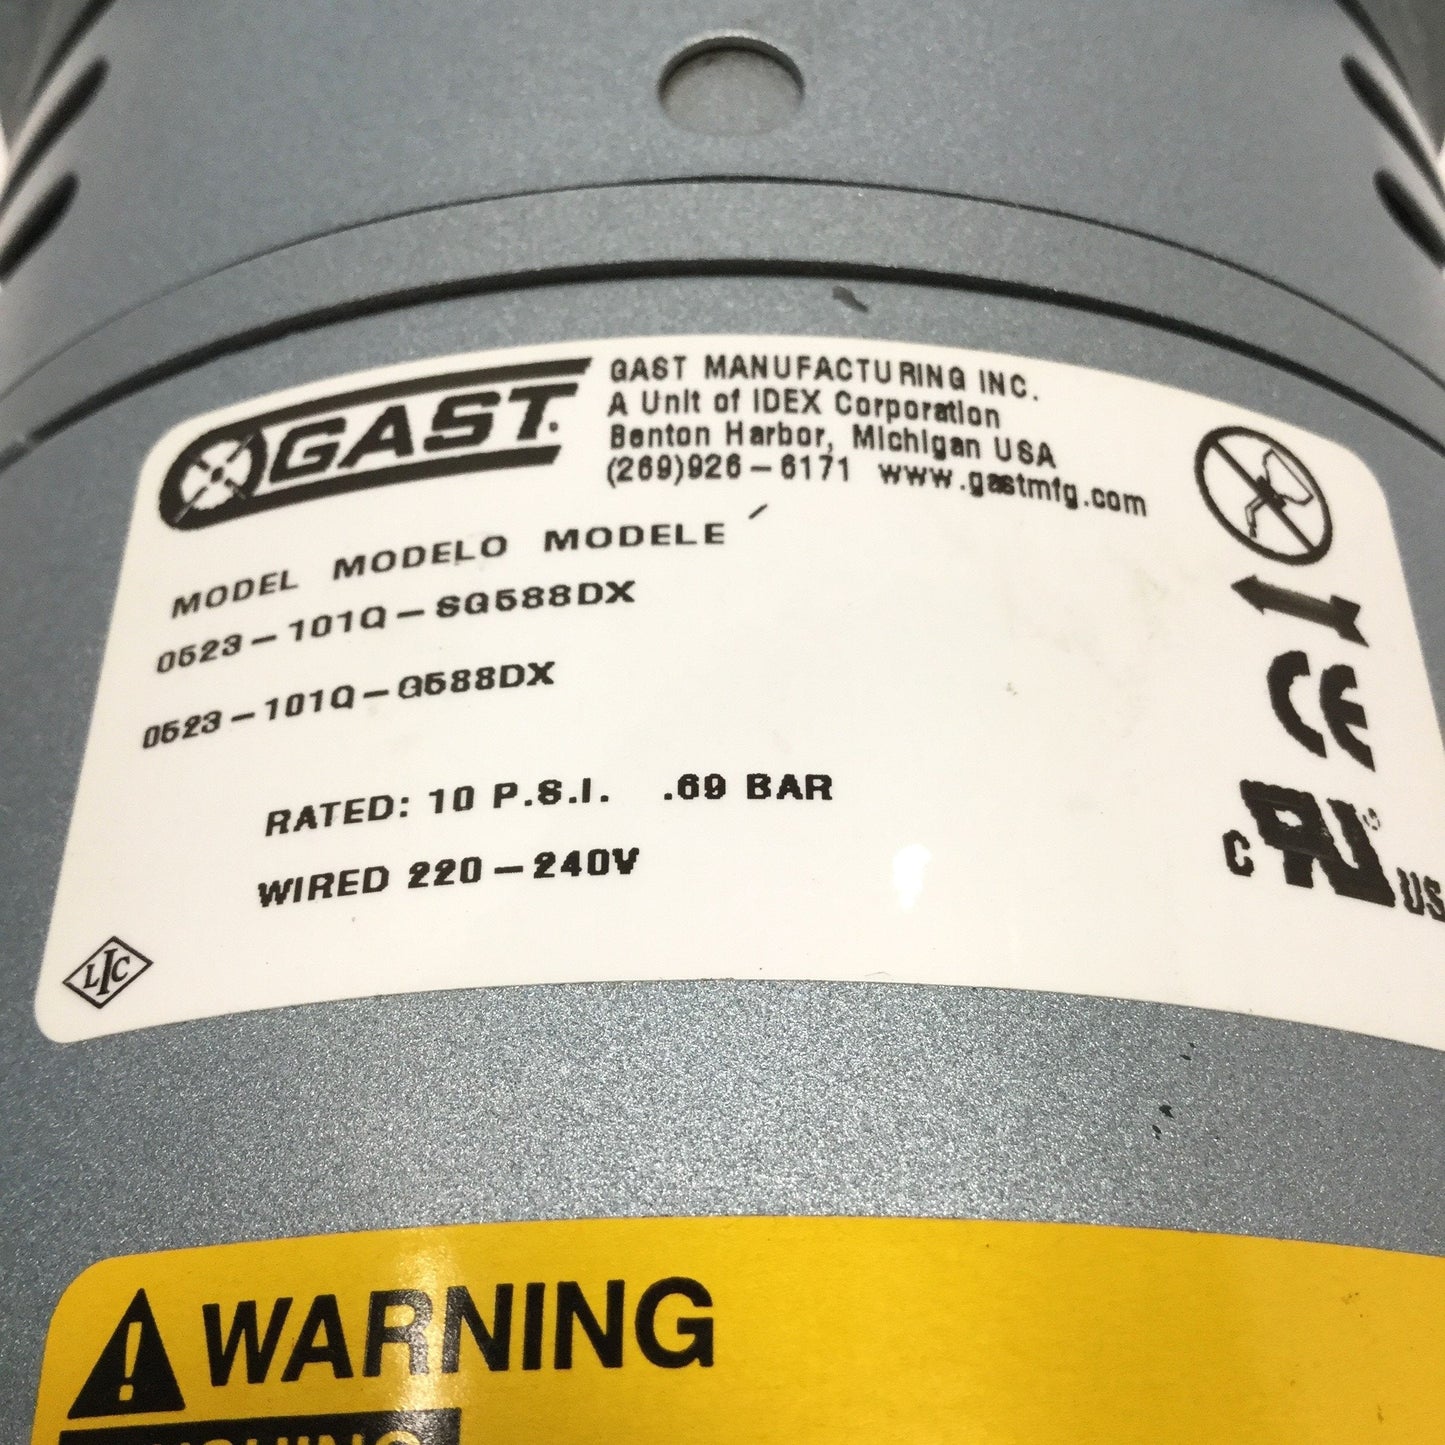 GAST
GAST MANUFACTURING INC.
A Unit of IDEX Corporation
Benton Harbor, Michigan USA
(269)926-6171 www.gastmfg.com
MODEL MODELO MODELE
0523-101Q-SG588DX
0523-101Q-G588DX
RATED: 10 P.S.I. .69 BAR
WIRED 220-240V
CE
C US
LIC
WARNING